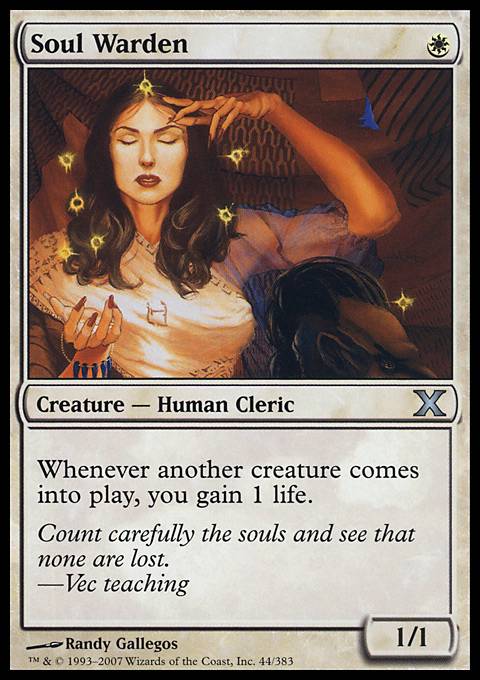 Soul Warden
Creature — Human Cleric
X
Whenever another creature comes
into play, you gain 1 life.
Count carefully the souls and see that
none are lost.
—Vec teaching
1/1
Randy Gallegos
™ & © 1993–2007 Wizards of the Coast, Inc. 44/383